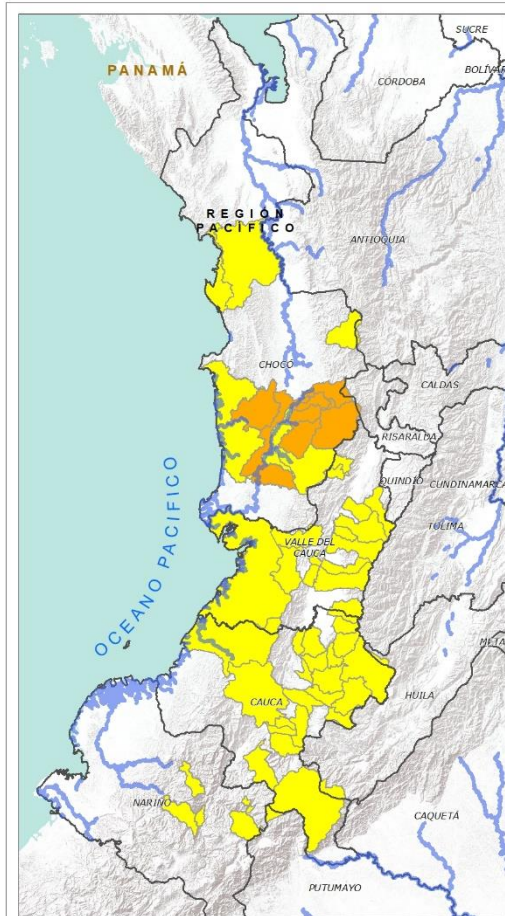 SUCRE
PANAMÁ
CÓRDOBA
BOLÍVAR
REGIÓN
PACÍFICO
ANTIOQUIA
CHOCÓ
CALDAS
RISARALDA
QUINDÍO
CUNDINAMARCA
TOLIMA
VALLE DEL
CAUCA
OCEANO PACIFICO
META
CAUCA
HUILA
NARIÑO
CAQUETÁ
PUTUMAYO